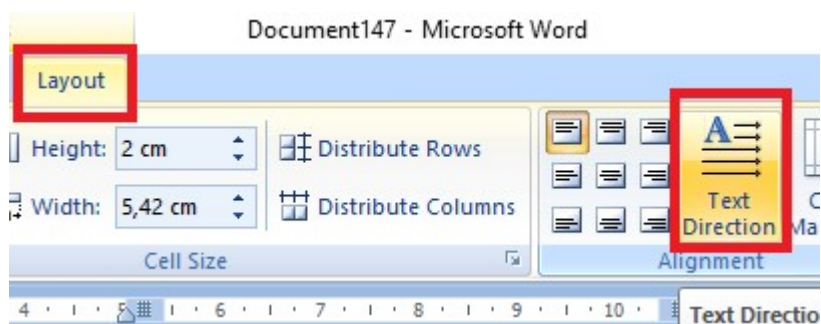 Document147 - Microsoft Word
Layout
Height: 2 cm
Distribute Rows
Width: 5,42 cm
Distribute Columns
Text
Direction
Cell Size
Alignment
4 5 6 7 8 9 10
Text